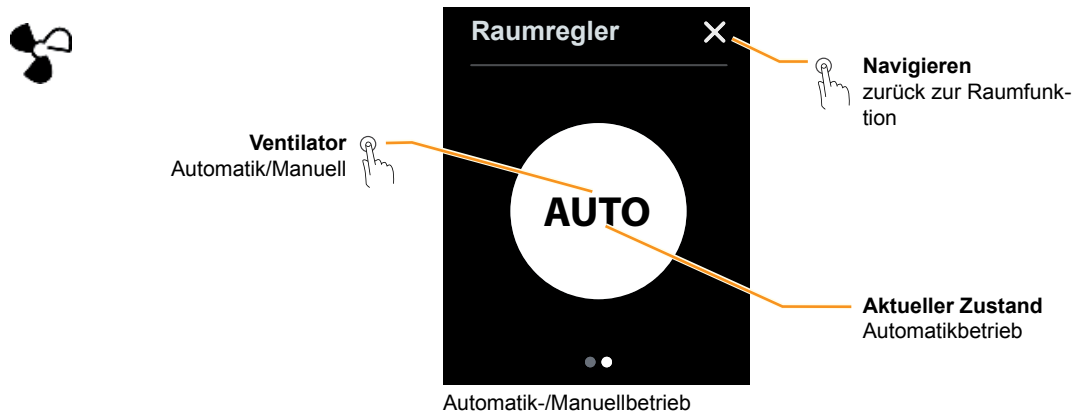 Raumregler
Navigieren
zurück zur Raumfunk-
tion
Ventilator
Automatik/Manuell
AUTO
Aktueller Zustand
Automatikbetrieb
Automatik-/Manuellbetrieb